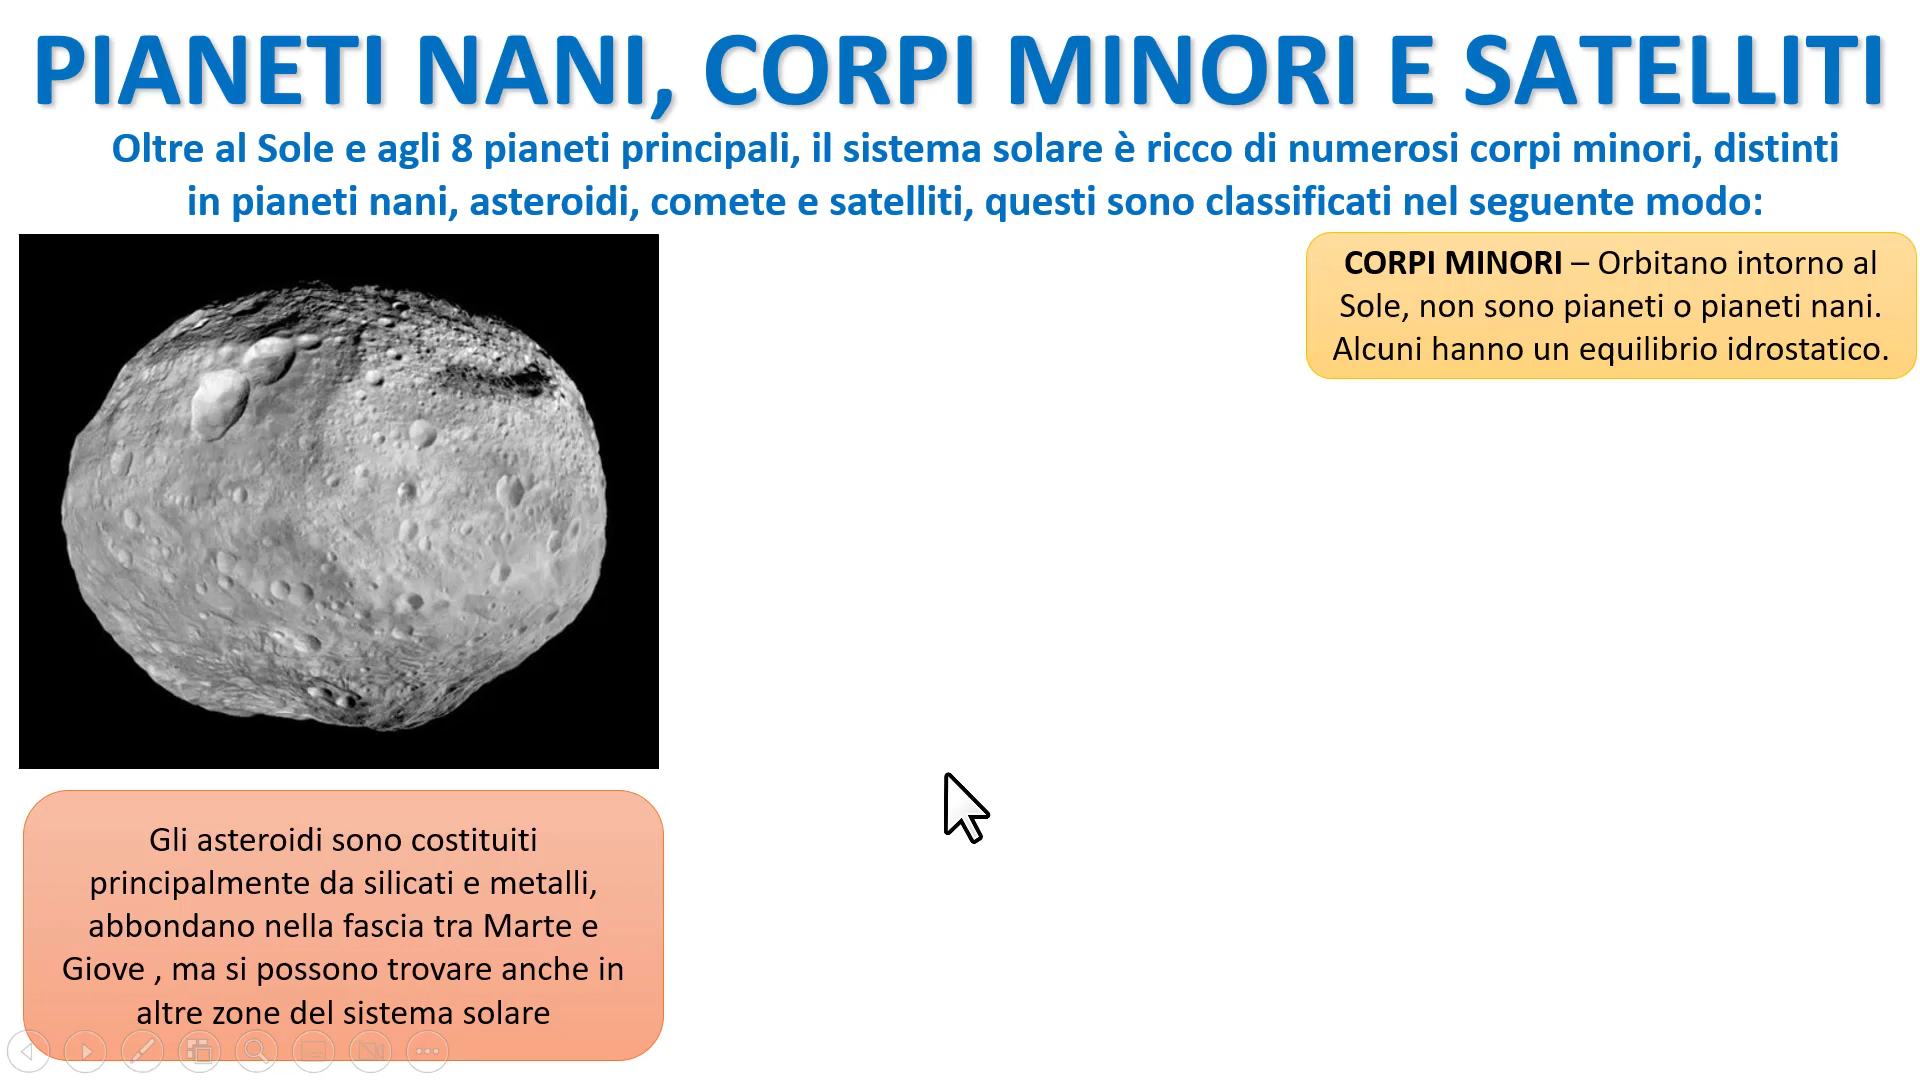 PIANETI NANI, CORPI MINORI E SATELLITI
Oltre al Sole e agli 8 pianeti principali, il sistema solare è ricco di numerosi corpi minori, distinti
in pianeti nani, asteroidi, comete e satelliti, questi sono classificati nel seguente modo:
CORPI MINORI – Orbitano intorno al
Sole, non sono pianeti o pianeti nani.
Alcuni hanno un equilibrio idrostatico.
Gli asteroidi sono costituiti
principalmente da silicati e metalli,
abbondano nella fascia tra Marte e
Giove , ma si possono trovare anche in
altre zone del sistema solare